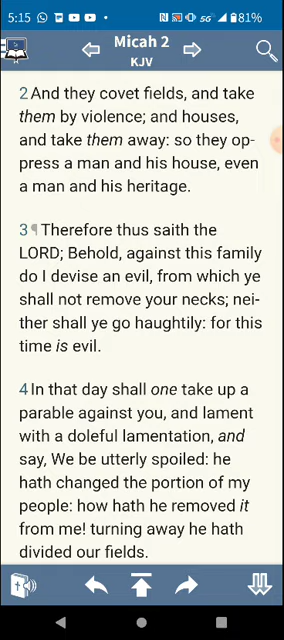 5:15
5G
81%
Micah 2
KJV
2 And they covet fields, and take
them by violence; and houses,
and take them away: so they op-
press a man and his house, even
a man and his heritage.
3 ¶ Therefore thus saith the
LORD; Behold, against this family
do I devise an evil, from which ye
shall not remove your necks; nei-
ther shall ye go haughtily: for this
time is evil.
4 In that day shall one take up a
parable against you, and lament
with a doleful lamentation, and
say, We be utterly spoiled: he
hath changed the portion of my
people: how hath he removed it
from me! turning away he hath
divided our fields.